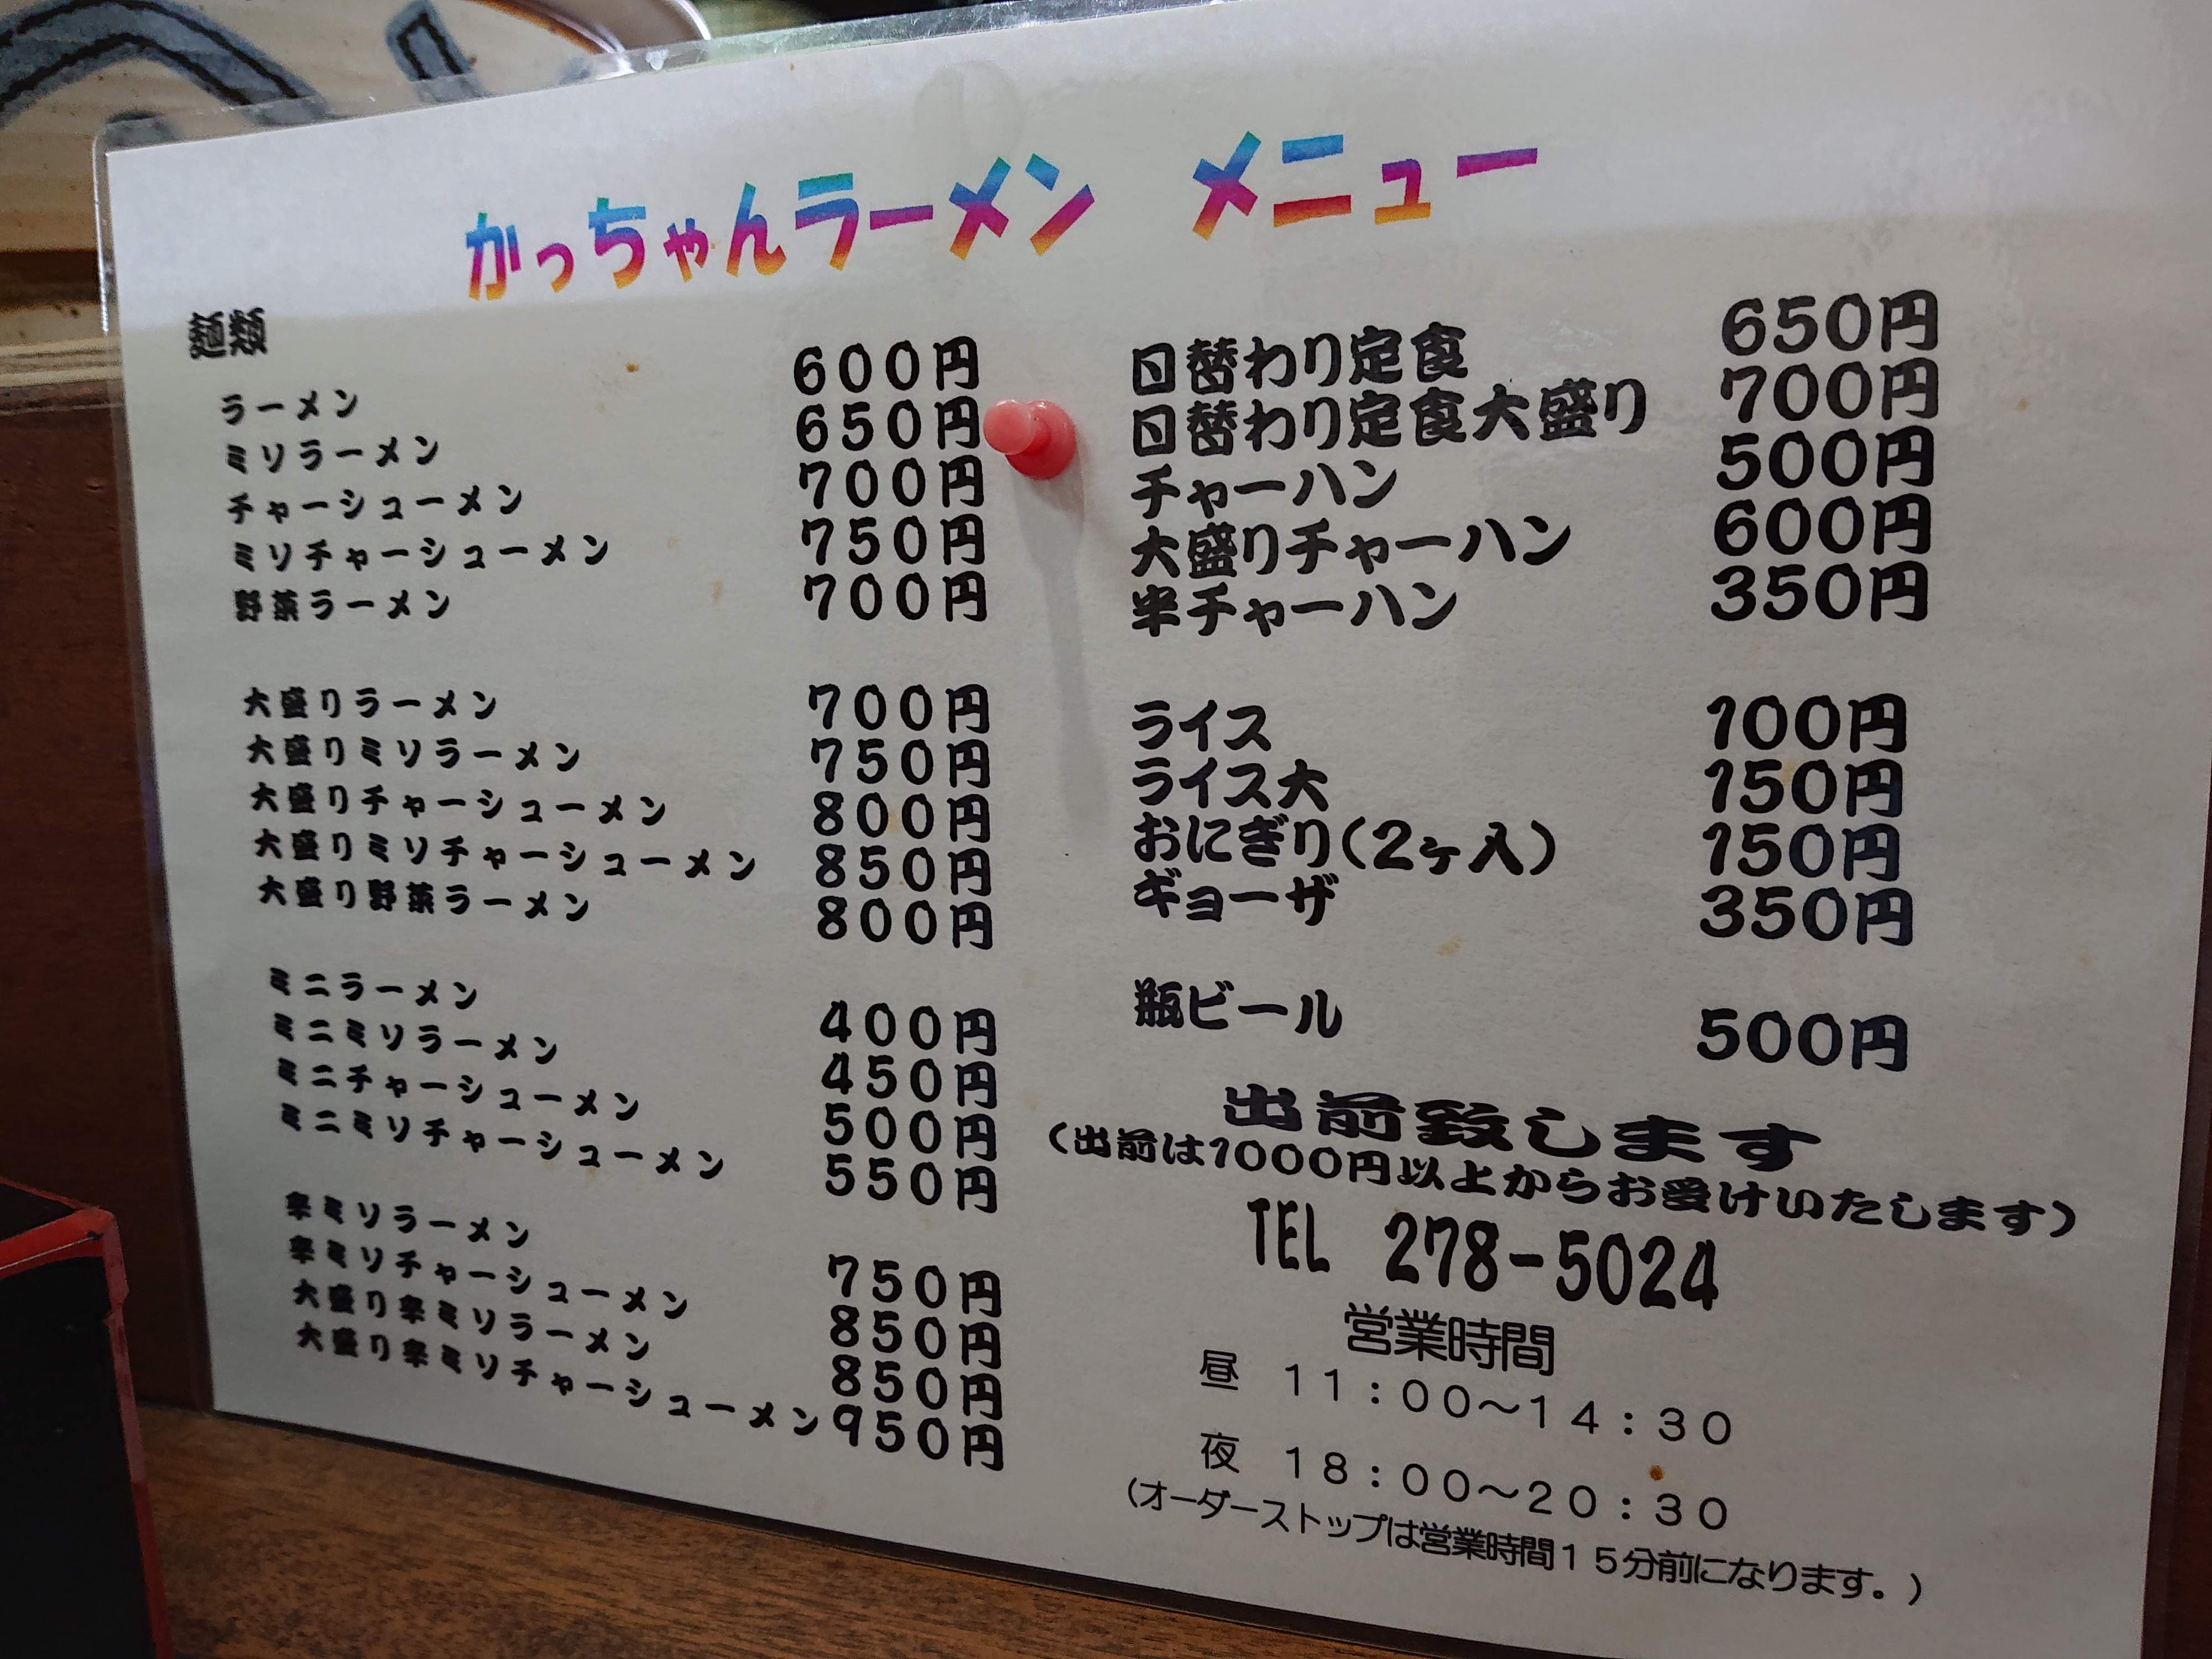 かっちゃんラーメン　メニュー
麺類
ラーメン 600円
ミソラーメン 650円
チャーシューメン 700円
ミソチャーシューメン 750円
野菜ラーメン 700円
大盛りラーメン 700円
大盛りミソラーメン 750円
大盛りチャーシューメン 800円
大盛りミソチャーシューメン 850円
大盛り野菜ラーメン 800円
ミニラーメン 400円
ミニミソラーメン 450円
ミニチャーシューメン 500円
ミニミソチャーシューメン 550円
辛ミソラーメン 750円
辛ミソチャーシューメン 850円
大盛り辛ミソラーメン 850円
大盛り辛ミソチャーシューメン 950円
日替わり定食 650円
日替わり定食大盛り 700円
チャーハン 500円
大盛りチャーハン 600円
半チャーハン 350円
ライス 100円
ライス大 150円
おにぎり(2ヶ入) 150円
ギョーザ 350円
瓶ビール 500円
出前致します
(出前は1000円以上からお受けいたします)
TEL 278-5024
営業時間
昼 11:00～14:30
夜 18:00～20:30
(オーダーストップは営業時間15分前になります。)